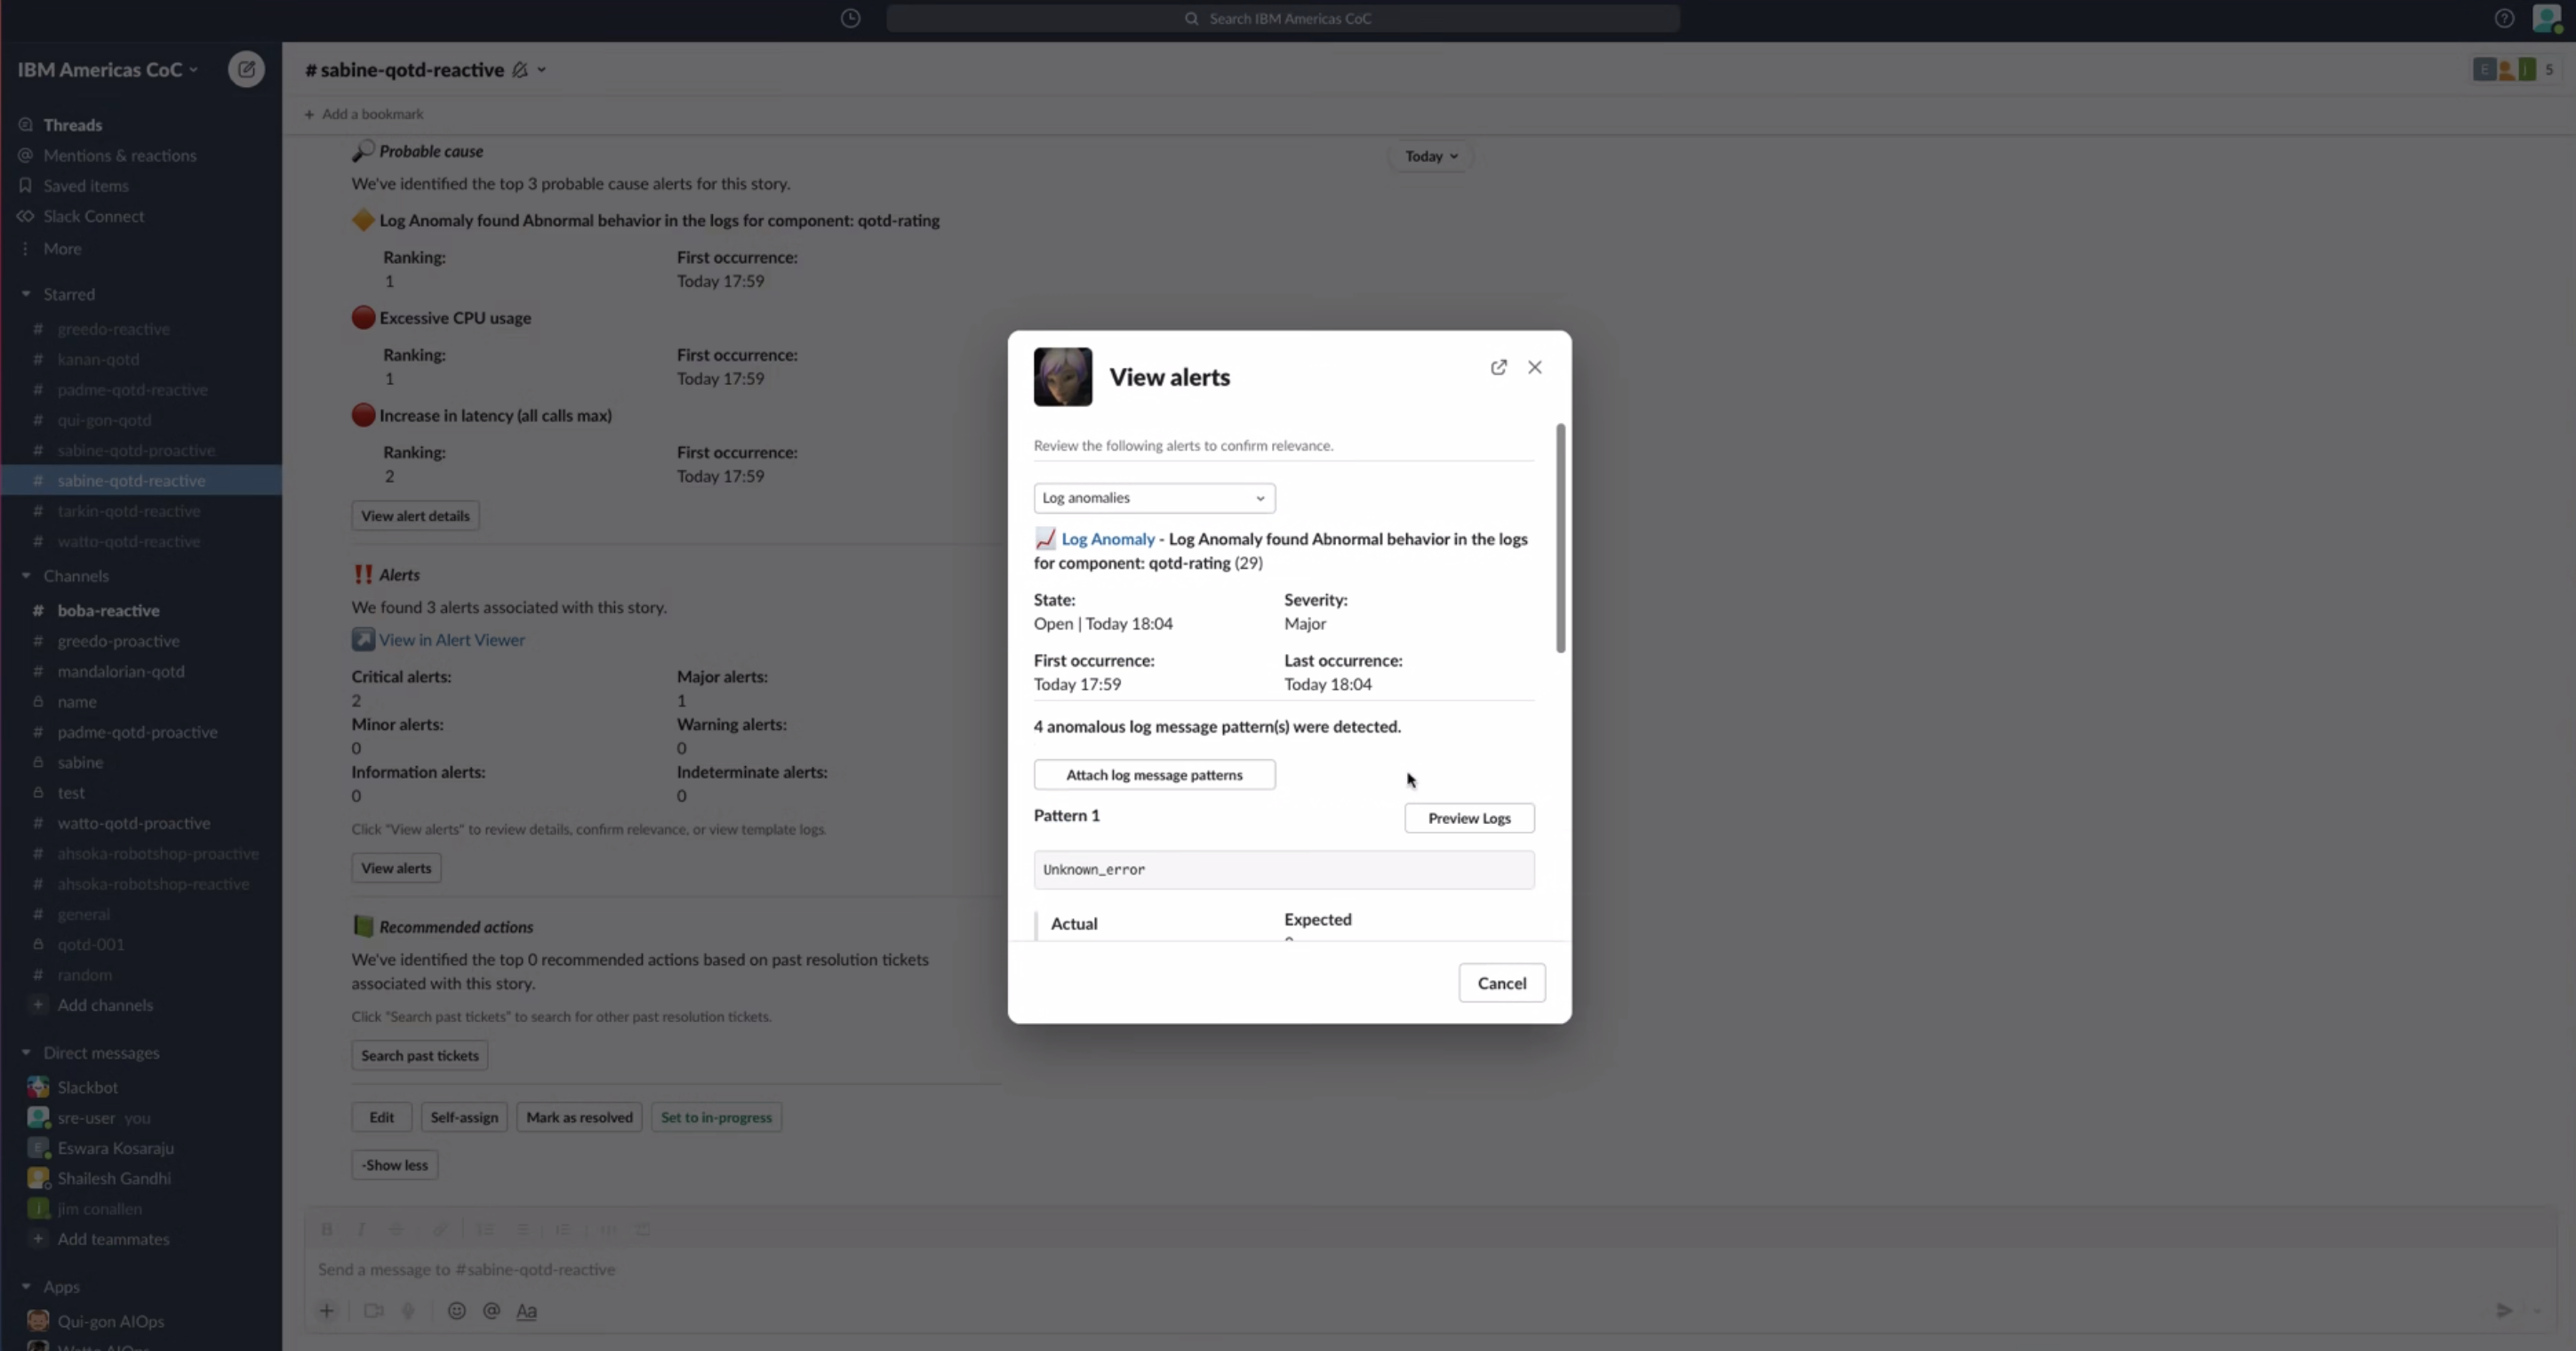 Search IBM Americas CoC
IBM Americas CoC
Threads
Mentions & reactions
Saved items
Slack Connect
More
Starred
# greedo-reactive
# kanan-qotd
# padme-qotd-reactive
# qui-gon-qotd
# sabine-qotd-proactive
# sabine-qotd-reactive
# tarkin-qotd-reactive
# watto-qotd-reactive
Channels
# boba-reactive
# greedo-proactive
# mandalorian-qotd
name
# padme-qotd-proactive
sabine
test
# watto-qotd-proactive
# ahsoka-robotshop-proactive
# ahsoka-robotshop-reactive
# general
qotd-001
# random
+ Add channels
Direct messages
Slackbot
sre-user you
E Eswara Kosaraju
Shailesh Gandhi
j jim conallen
+ Add teammates
Apps
Qui-gon AIOps
Watto AIOps
# sabine-qotd-reactive
E j 5
+ Add a bookmark
Today
Probable cause
We've identified the top 3 probable cause alerts for this story.
Log Anomaly found Abnormal behavior in the logs for component: qotd-rating
Ranking: First occurrence:
1 Today 17:59
Excessive CPU usage
Ranking: First occurrence:
1 Today 17:59
Increase in latency (all calls max)
Ranking: First occurrence:
2 Today 17:59
View alert details
Alerts
We found 3 alerts associated with this story.
View in Alert Viewer
Critical alerts: Major alerts:
2 1
Minor alerts: Warning alerts:
0 0
Information alerts: Indeterminate alerts:
0 0
Click "View alerts" to review details, confirm relevance, or view template logs.
View alerts
Recommended actions
We've identified the top 0 recommended actions based on past resolution tickets
associated with this story.
Click "Search past tickets" to search for other past resolution tickets.
Search past tickets
Edit Self-assign Mark as resolved Set to in-progress
-Show less
B I S
Send a message to #sabine-qotd-reactive
+ @ Aa
View alerts
Review the following alerts to confirm relevance.
Log anomalies
Log Anomaly - Log Anomaly found Abnormal behavior in the logs
for component: qotd-rating (29)
State: Severity:
Open | Today 18:04 Major
First occurrence: Last occurrence:
Today 17:59 Today 18:04
4 anomalous log message pattern(s) were detected.
Attach log message patterns
Pattern 1 Preview Logs
Unknown_error
Actual Expected
Cancel